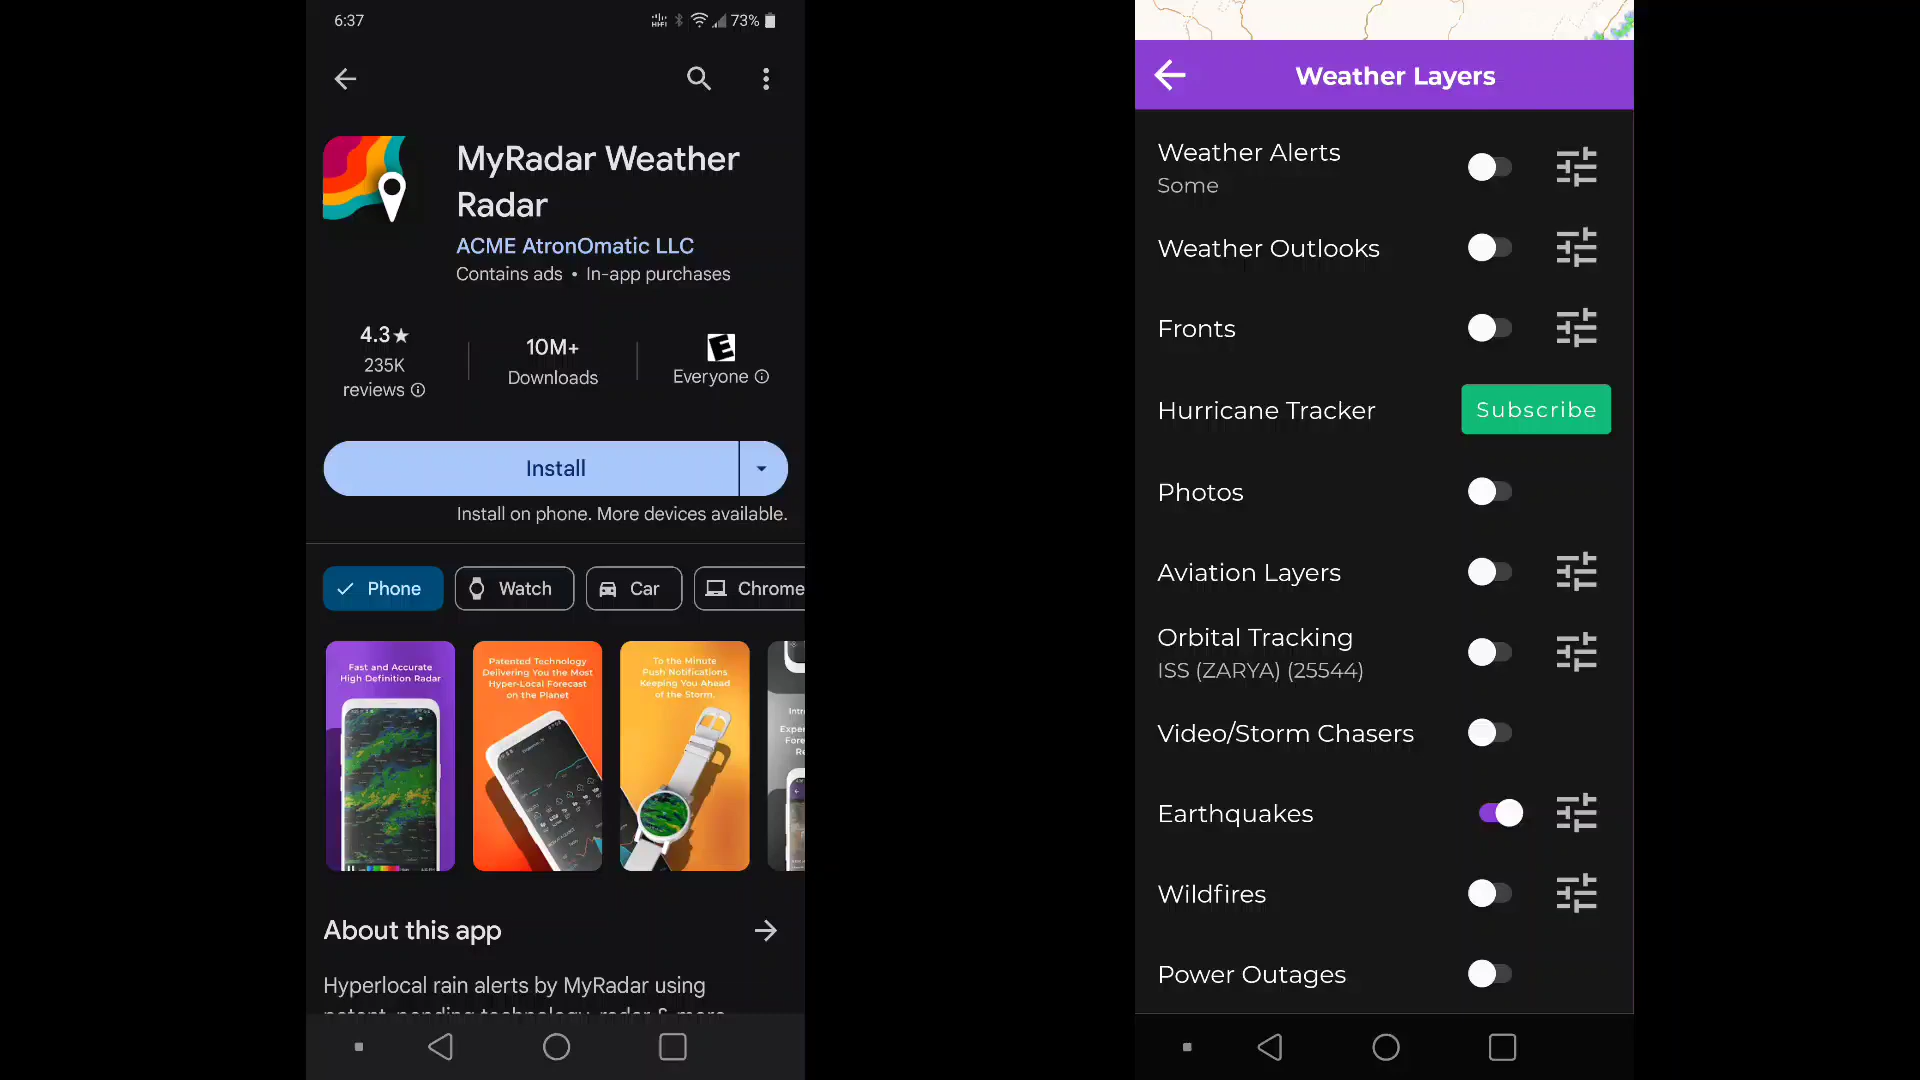 6:37
73%
MyRadar Weather
Radar
ACME AtronOmatic LLC
Contains ads • In-app purchases
4.3★
235K
reviews
10M+
Downloads
E
Everyone
Install
Install on phone. More devices available.
Phone
Watch
Car
Chrome
Fast and Accurate
High Definition Radar
Patented Technology
Delivering You the Most
Hyper-Local Forecast
on the Planet
To the Minute
Push Notifications
Keeping You Ahead
of the Storm.
About this app
Hyperlocal rain alerts by MyRadar using
patent-pending technology, radar & more
Weather Layers
Weather Alerts
Some
Weather Outlooks
Fronts
Hurricane Tracker
Subscribe
Photos
Aviation Layers
Orbital Tracking
ISS (ZARYA) (25544)
Video/Storm Chasers
Earthquakes
Wildfires
Power Outages